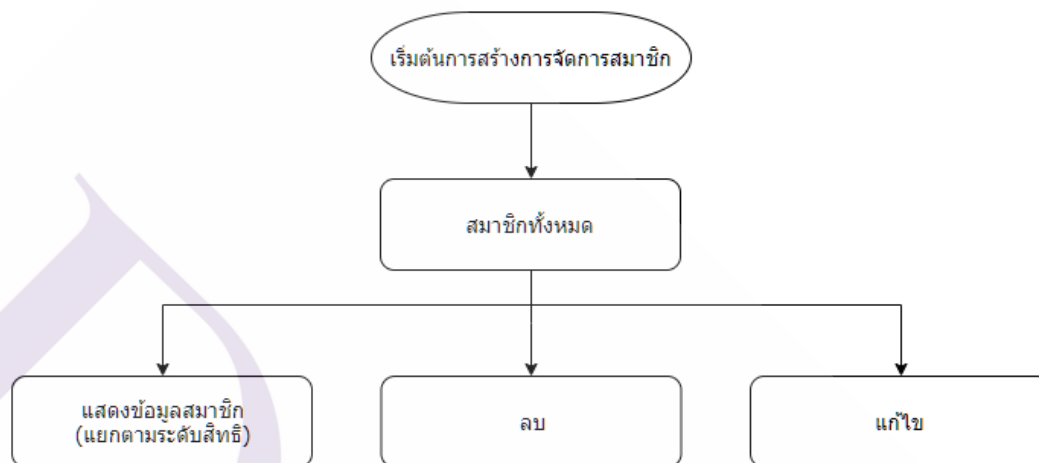 เริ่มต้นการสร้างการจัดการสมาชิก
สมาชิกทั้งหมด
แสดงข้อมูลสมาชิก
(แยกตามระดับสิทธิ)
ลบ
แก้ไข